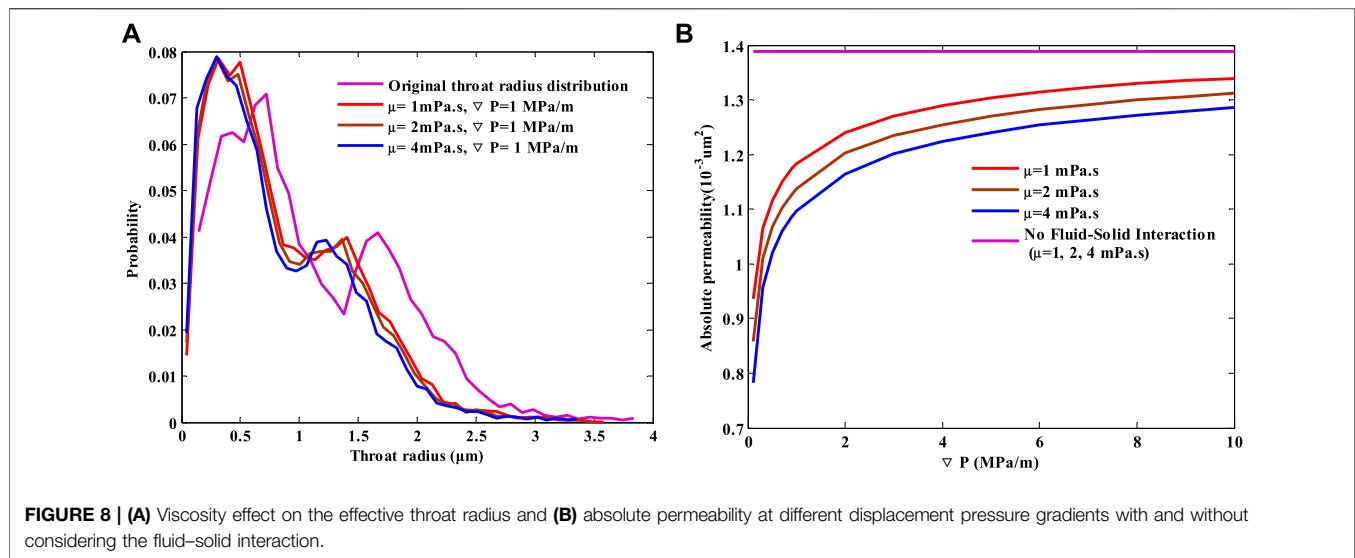 A
0.08
0.07
0.06
0.05
0.04
0.03
0.02
0.01
0
Probability
Original throat radius distribution
μ= 1mPa.s, ▽ P=1 MPa/m
μ= 2mPa.s, ▽ P=1 MPa/m
μ= 4mPa.s, ▽ P= 1 MPa/m
0 0.5 1 1.5 2 2.5 3 3.5 4
Throat radius (μm)
B
1.4
1.3
1.2
1.1
1
0.9
0.8
0.7
Absolute permeability(10⁻³um²)
μ=1 mPa.s
μ=2 mPa.s
μ=4 mPa.s
No Fluid-Solid Interaction
(μ=1, 2, 4 mPa.s)
0 2 4 6 8 10
▽ P (MPa/m)
FIGURE 8 | (A) Viscosity effect on the effective throat radius and (B) absolute permeability at different displacement pressure gradients with and without
considering the fluid–solid interaction.